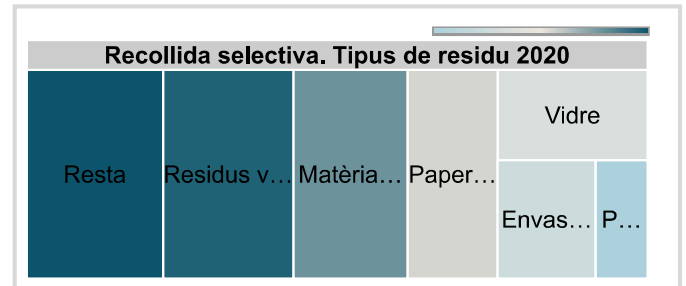 Recollida selectiva. Tipus de residu 2020
Vidre
Resta
Residus v...
Matèria...
Paper...
Envas...
P...